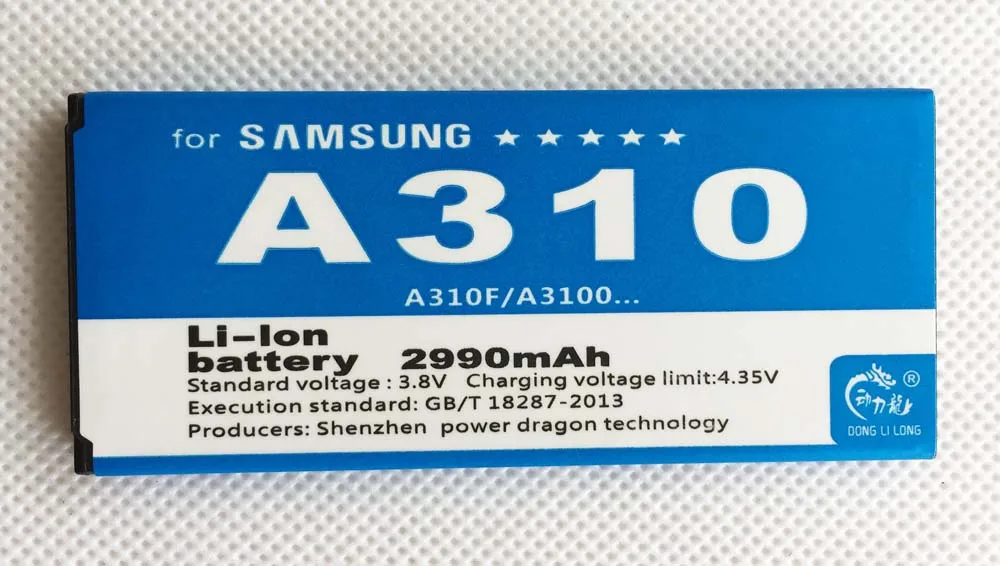 for SAMSUNG ★★★★★
A310
A310F/A3100...
Li-Ion
battery 2990mAh
Standard voltage : 3.8V Charging voltage limit:4.35V
Execution standard: GB/T 18287-2013
Producers: Shenzhen power dragon technology
®
动力龍
DONG LI LONG